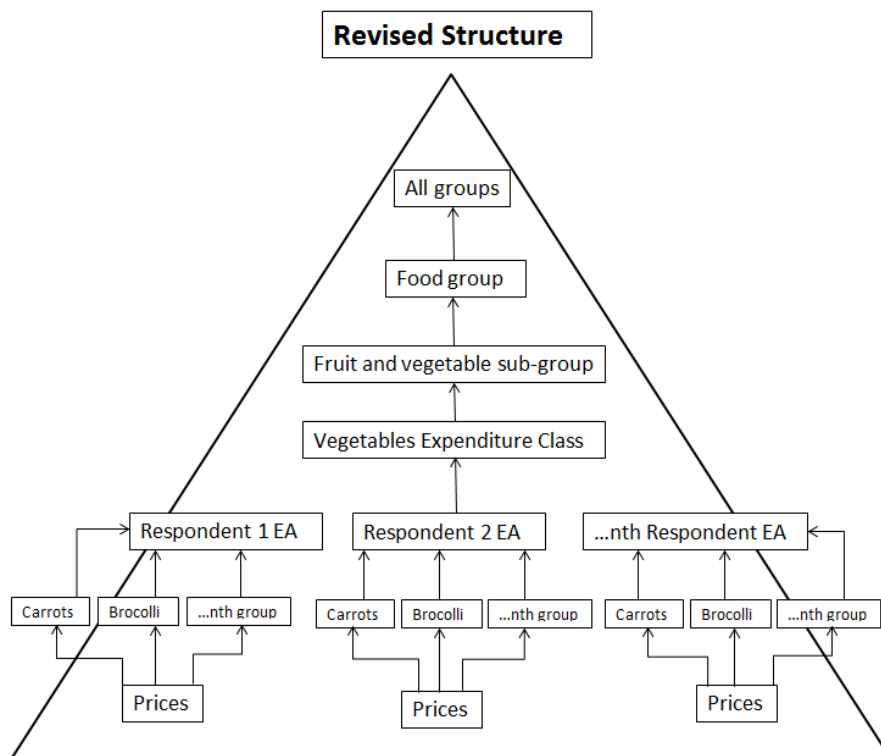 Revised Structure
All groups
Food group
Fruit and vegetable sub-group
Vegetables Expenditure Class
Respondent 1 EA
Respondent 2 EA
...nth Respondent EA
Carrots
Brocolli
...nth group
Carrots
Brocolli
...nth group
Carrots
Brocolli
...nth group
Prices
Prices
Prices